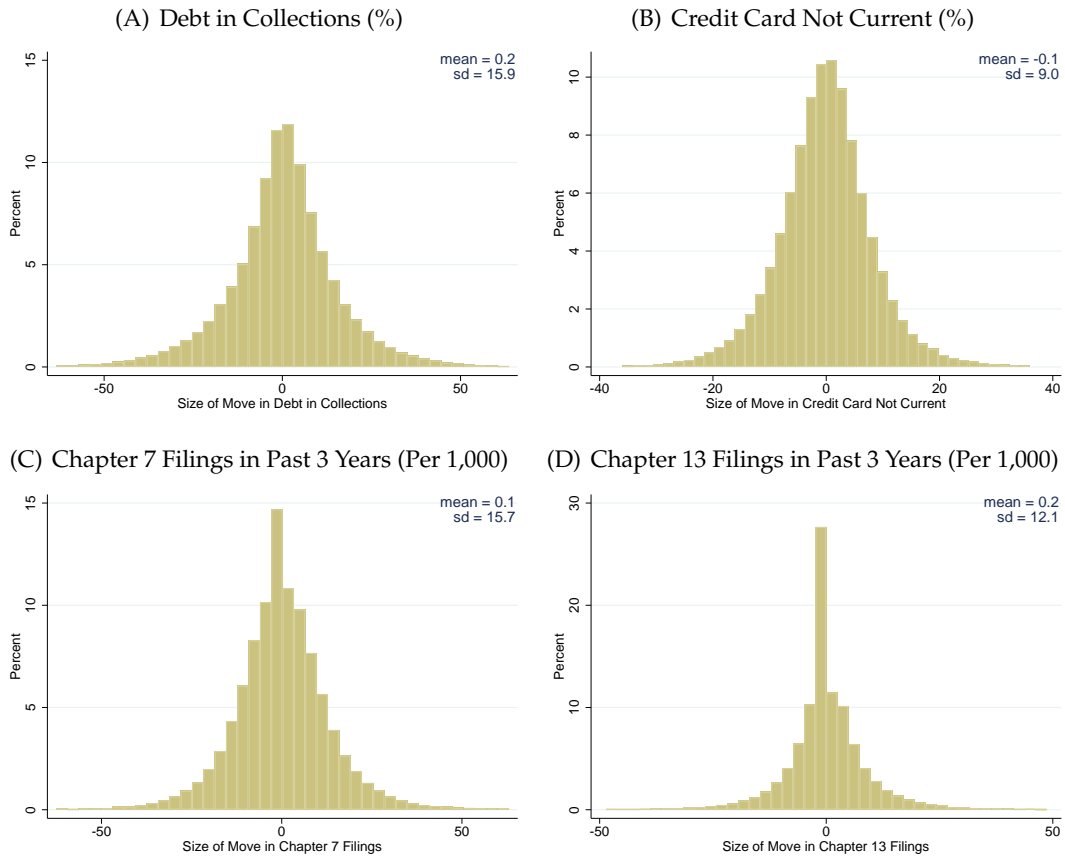 (A) Debt in Collections (%)
mean = 0.2
sd = 15.9
15
10
5
0
Percent
-50
0
50
Size of Move in Debt in Collections
(B) Credit Card Not Current (%)
mean = -0.1
sd = 9.0
10
8
6
4
2
0
Percent
-40
-20
0
20
40
Size of Move in Credit Card Not Current
(C) Chapter 7 Filings in Past 3 Years (Per 1,000)
mean = 0.1
sd = 15.7
15
10
5
0
Percent
-50
0
50
Size of Move in Chapter 7 Filings
(D) Chapter 13 Filings in Past 3 Years (Per 1,000)
mean = 0.2
sd = 12.1
30
20
10
0
Percent
-50
0
50
Size of Move in Chapter 13 Filings